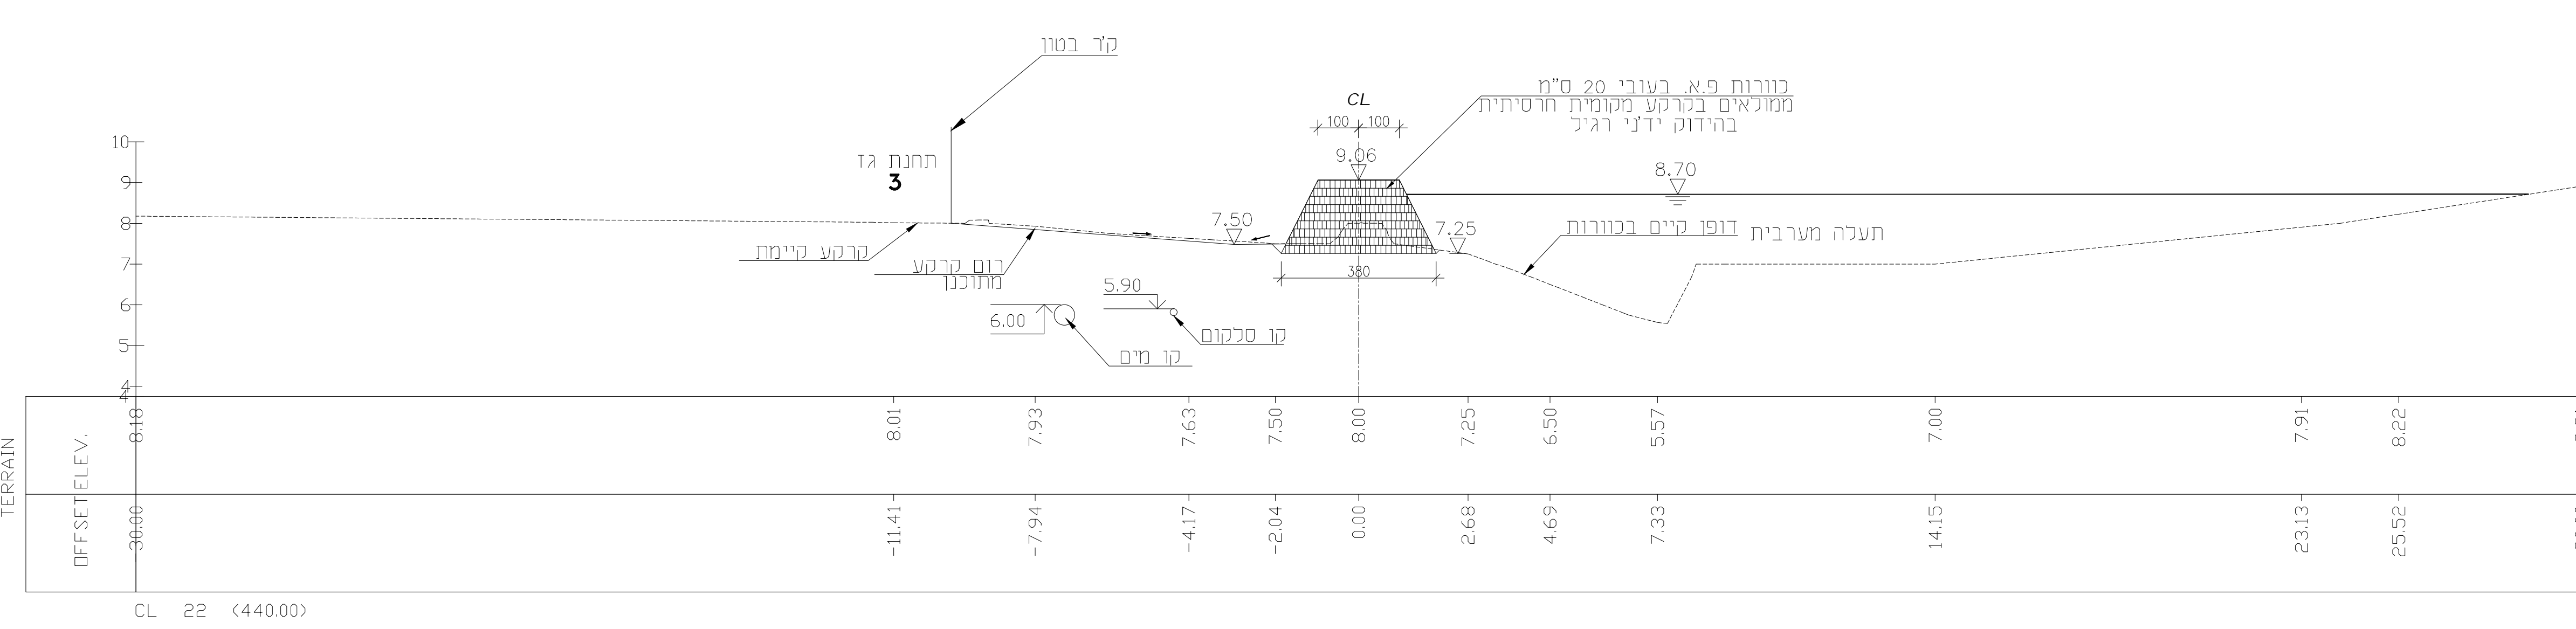 ק'ר בטון
כוורות פ.א. בעובי 20 ס"מ
ממולאים בקרקע מקומית חרסיתית
בהידוק ידני רגיל
CL
100 100
9.06
8.70
תחנת גז
3
10
9
8
7
6
5
4
4
7.50
7.25
קרקע קיימת
רום קרקע
מתוכנן
דופן קיים בכוורות
תעלה מערבית
380
6.00
5.90
קו סלקום
קו מים
TERRAIN
ELEV.
8.18 8.01 7.93 7.63 7.50 8.00 7.25 6.50 5.57 7.00 7.91 8.22
OFFSET
30.00 -11.41 -7.94 -4.17 -2.04 0.00 2.68 4.69 7.33 14.15 23.13 25.52
CL 22 (440.00)